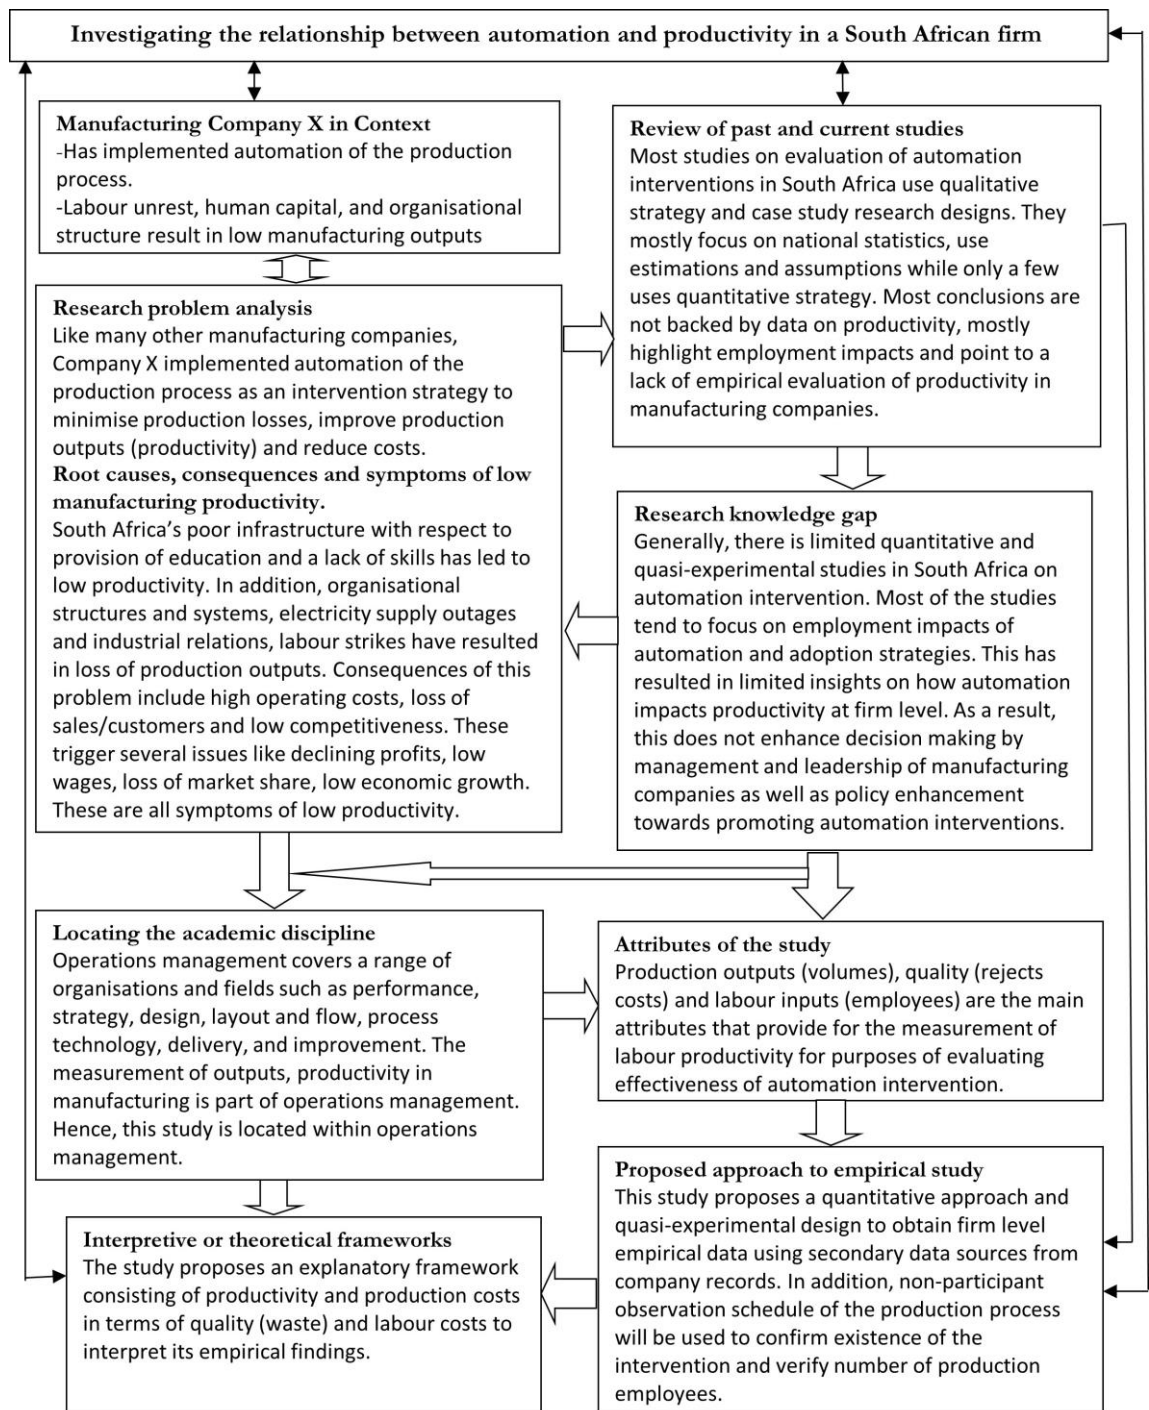 Investigating the relationship between automation and productivity in a South African firm
Manufacturing Company X in Context
-Has implemented automation of the production
process.
-Labour unrest, human capital, and organisational
structure result in low manufacturing outputs
Review of past and current studies
Most studies on evaluation of automation
interventions in South Africa use qualitative
strategy and case study research designs. They
mostly focus on national statistics, use
estimations and assumptions while only a few
uses quantitative strategy. Most conclusions are
not backed by data on productivity, mostly
highlight employment impacts and point to a
lack of empirical evaluation of productivity in
manufacturing companies.
Research problem analysis
Like many other manufacturing companies,
Company X implemented automation of the
production process as an intervention strategy to
minimise production losses, improve production
outputs (productivity) and reduce costs.
Root causes, consequences and symptoms of low
manufacturing productivity.
South Africa's poor infrastructure with respect to
provision of education and a lack of skills has led to
low productivity. In addition, organisational
structures and systems, electricity supply outages
and industrial relations, labour strikes have resulted
in loss of production outputs. Consequences of this
problem include high operating costs, loss of
sales/customers and low competitiveness. These
trigger several issues like declining profits, low
wages, loss of market share, low economic growth.
These are all symptoms of low productivity.
Research knowledge gap
Generally, there is limited quantitative and
quasi-experimental studies in South Africa on
automation intervention. Most of the studies
tend to focus on employment impacts of
automation and adoption strategies. This has
resulted in limited insights on how automation
impacts productivity at firm level. As a result,
this does not enhance decision making by
management and leadership of manufacturing
companies as well as policy enhancement
towards promoting automation interventions.
Locating the academic discipline
Operations management covers a range of
organisations and fields such as performance,
strategy, design, layout and flow, process
technology, delivery, and improvement. The
measurement of outputs, productivity in
manufacturing is part of operations management.
Hence, this study is located within operations
management.
Attributes of the study
Production outputs (volumes), quality (rejects
costs) and labour inputs (employees) are the main
attributes that provide for the measurement of
labour productivity for purposes of evaluating
effectiveness of automation intervention.
Interpretive or theoretical frameworks
The study proposes an explanatory framework
consisting of productivity and production costs
in terms of quality (waste) and labour costs to
interpret its empirical findings.
Proposed approach to empirical study
This study proposes a quantitative approach and
quasi-experimental design to obtain firm level
empirical data using secondary data sources from
company records. In addition, non-participant
observation schedule of the production process
will be used to confirm existence of the
intervention and verify number of production
employees.